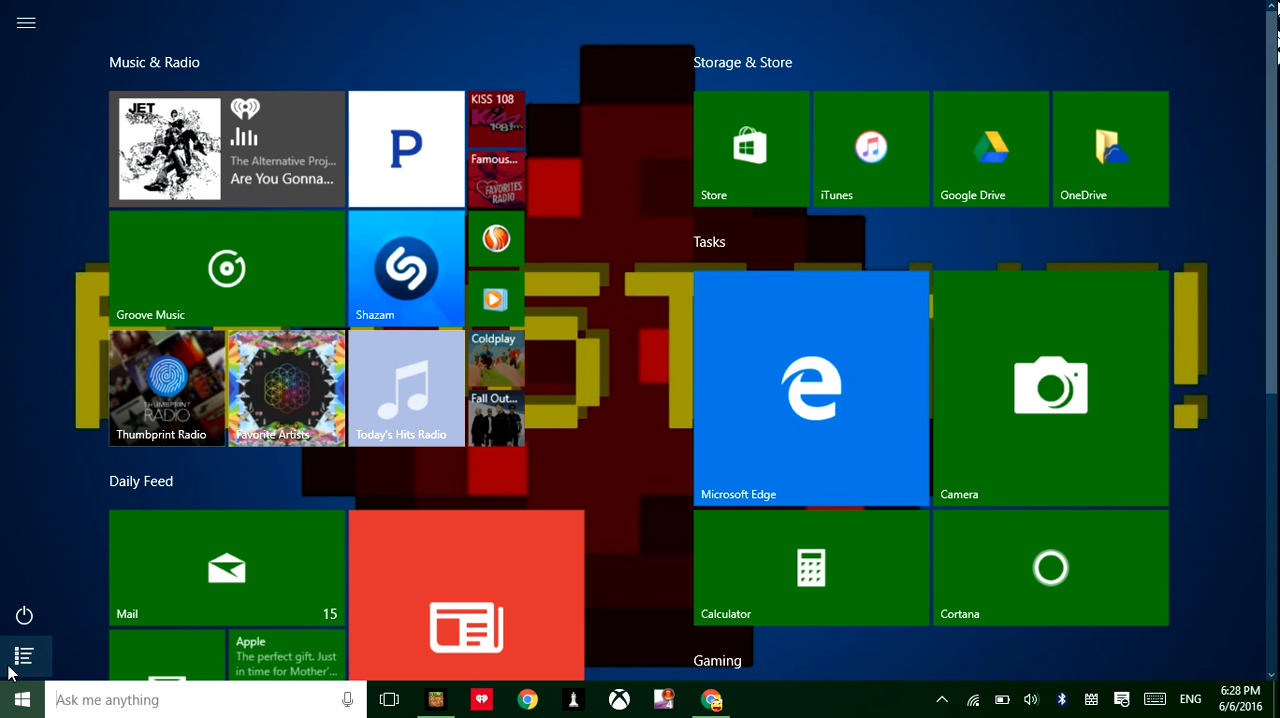 Music & Radio
JET
The Alternative Proj...
Are You Gonna...
P
KISS 108
Kiss
108fm
Famous...
FAVORITES
RADIO
Groove Music
Shazam
THUMBPRINT
RADIO
Thumbprint Radio
Favorite Artists
Today's Hits Radio
Coldplay
Fall Out...
Daily Feed
Mail
15
Apple
The perfect gift. Just
in time for Mother'...
Storage & Store
Store
iTunes
Google Drive
OneDrive
Tasks
Microsoft Edge
Camera
Calculator
Cortana
Gaming
Ask me anything
ENG
6:28 PM
6/6/2016